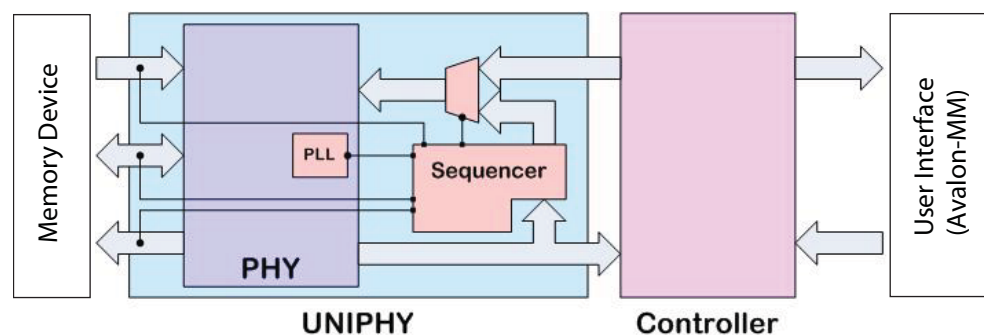 Memory Device
PLL
Sequencer
PHY
UNIPHY
Controller
User Interface
(Avalon-MM)